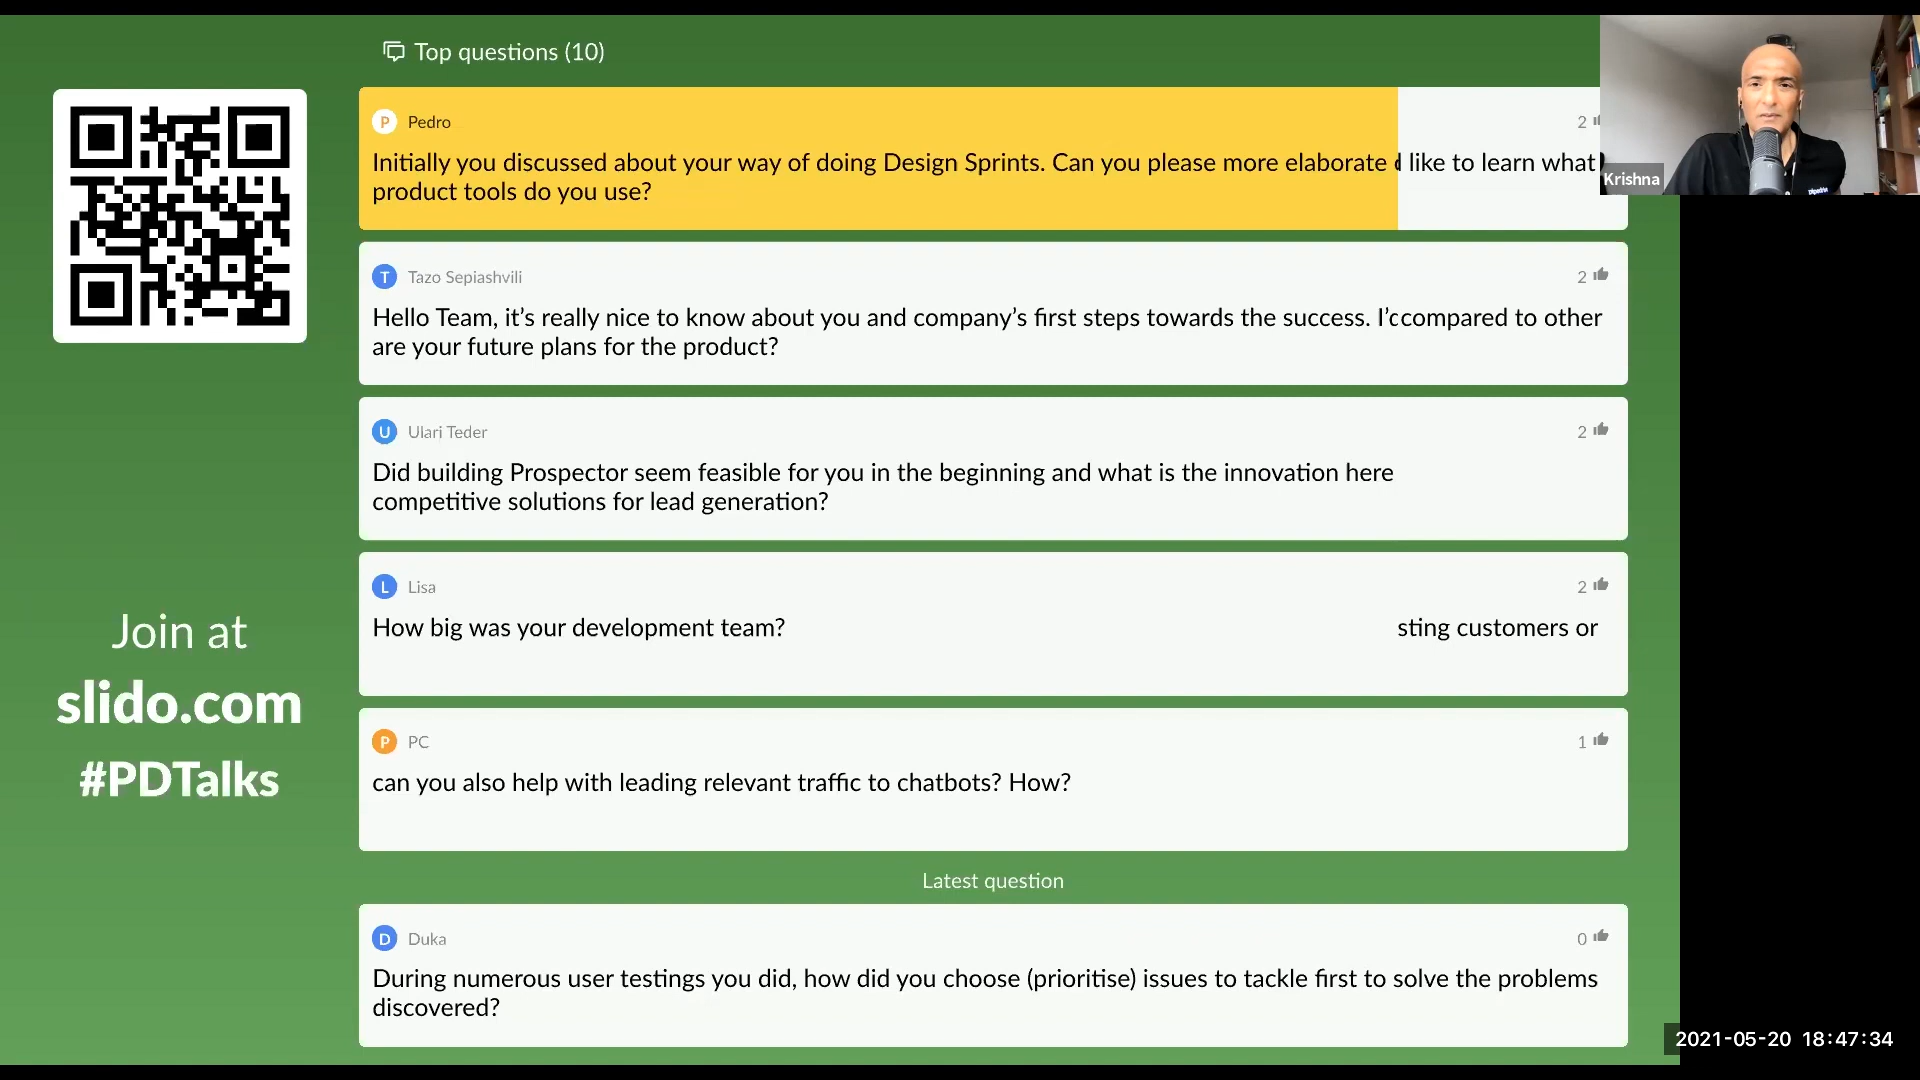 Top questions (10)
P Pedro 2
Initially you discussed about your way of doing Design Sprints. Can you please more elaborate d like to learn what
product tools do you use?
T Tazo Sepiashvili 2
Hello Team, it’s really nice to know about you and company’s first steps towards the success. I’ccompared to other
are your future plans for the product?
U Ulari Teder 2
Did building Prospector seem feasible for you in the beginning and what is the innovation here
competitive solutions for lead generation?
L Lisa 2
How big was your development team? sting customers or
P PC 1
can you also help with leading relevant traffic to chatbots? How?
Latest question
D Duka 0
During numerous user testings you did, how did you choose (prioritise) issues to tackle first to solve the problems
discovered?
Join at
slido.com
#PDTalks
Krishna
2021-05-20 18:47:34